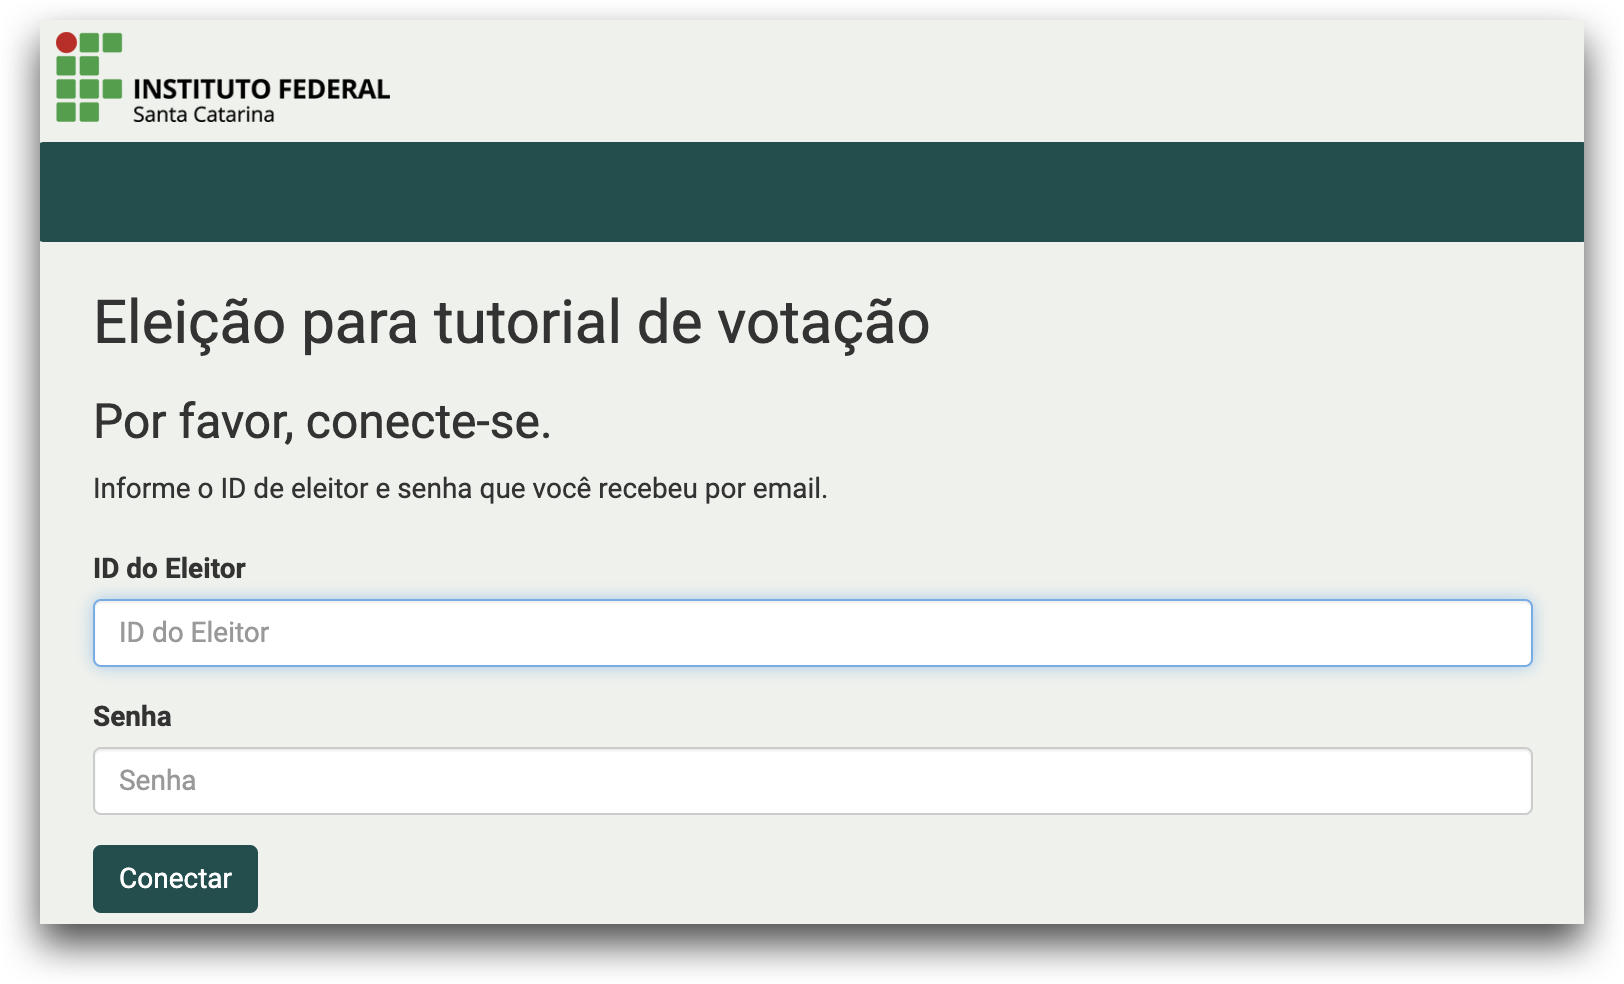 INSTITUTO FEDERAL
Santa Catarina
Eleição para tutorial de votação
Por favor, conecte-se.
Informe o ID de eleitor e senha que você recebeu por email.
ID do Eleitor
ID do Eleitor
Senha
Senha
Conectar